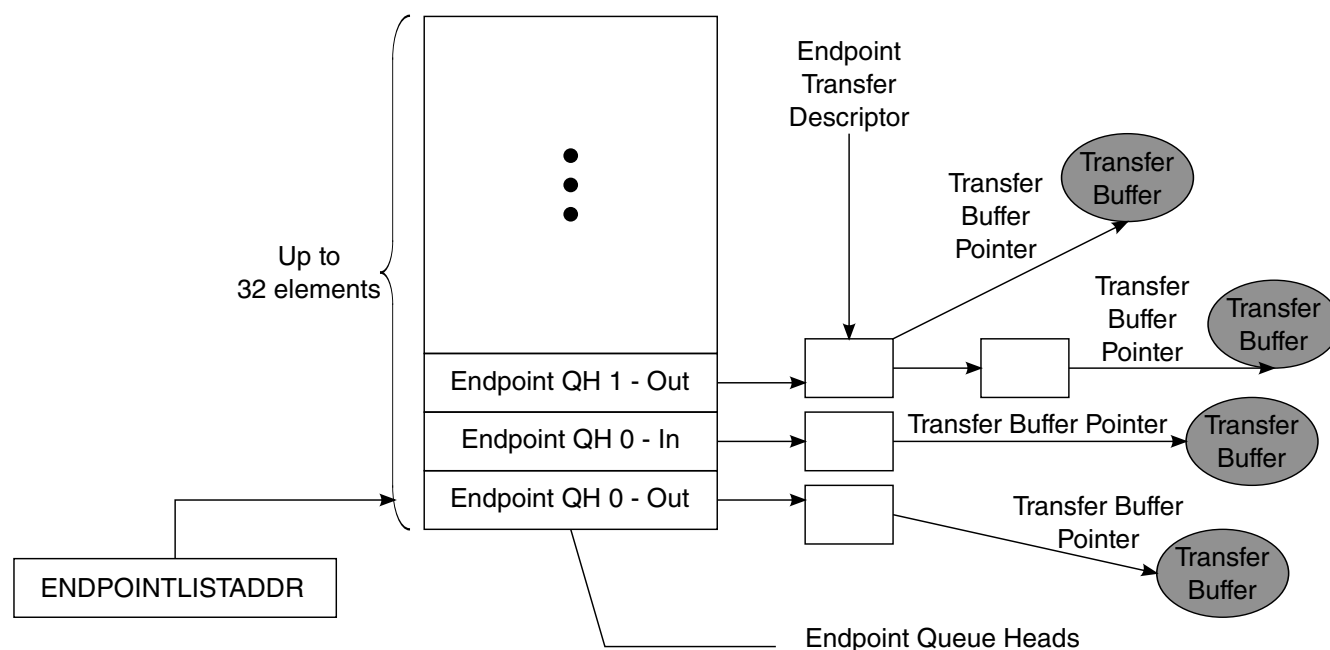 Endpoint
Transfer
Descriptor
Transfer
Buffer
Transfer
Buffer
Pointer
Up to
32 elements
Transfer
Buffer
Pointer
Transfer
Buffer
Endpoint QH 1 - Out
Endpoint QH 0 - In
Transfer Buffer Pointer
Transfer
Buffer
Endpoint QH 0 - Out
Transfer Buffer
Pointer
Transfer
Buffer
ENDPOINTLISTADDR
Endpoint Queue Heads